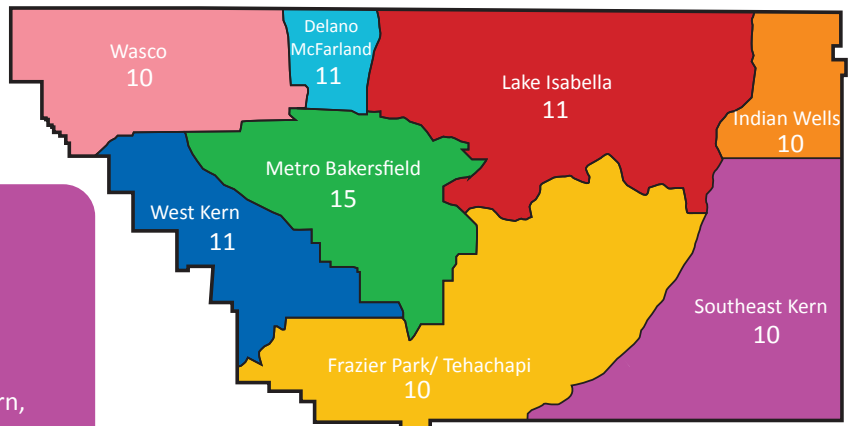 Delano
McFarland
11
Wasco
10
Lake Isabella
11
Indian Wells
10
Metro Bakersfield
15
West Kern
11
Southeast Kern
10
Frazier Park/ Tehachapi
10
rn,